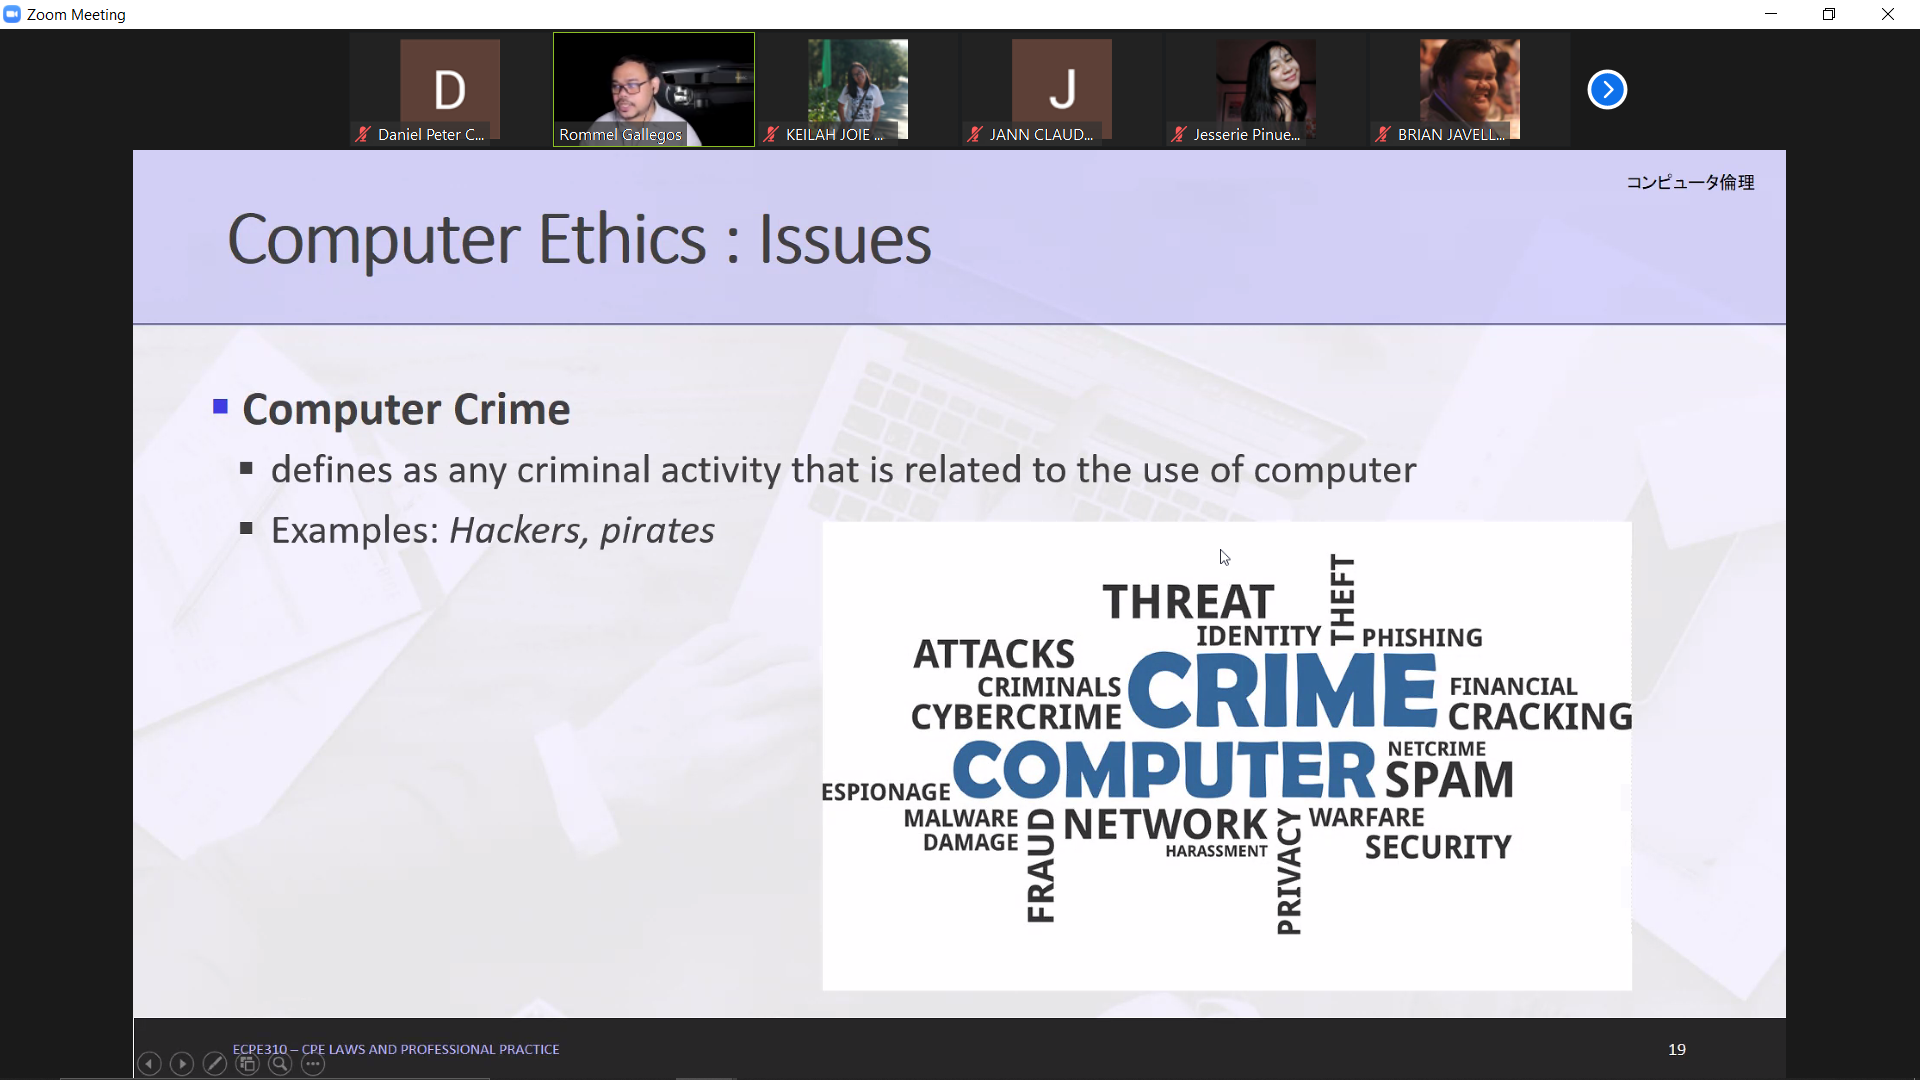 Zoom Meeting
D
J
Daniel Peter C...
Rommel Gallegos
KEILAH JOIE ...
JANN CLAUD...
Jesserie Pinue...
BRIAN JAVELL...
コンピュータ倫理
Computer Ethics : Issues
Computer Crime
defines as any criminal activity that is related to the use of computer
Examples: Hackers, pirates
THREAT
THEFT
IDENTITY
PHISHING
ATTACKS
CRIMINALS
CRIME
FINANCIAL
CYBERCRIME
CRACKING
COMPUTER
NETCRIME
SPAM
ESPIONAGE
MALWARE
FRAUD
NETWORK
PRIVACY
WARFARE
DAMAGE
HARASSMENT
SECURITY
ECPE310 – CPE LAWS AND PROFESSIONAL PRACTICE
19